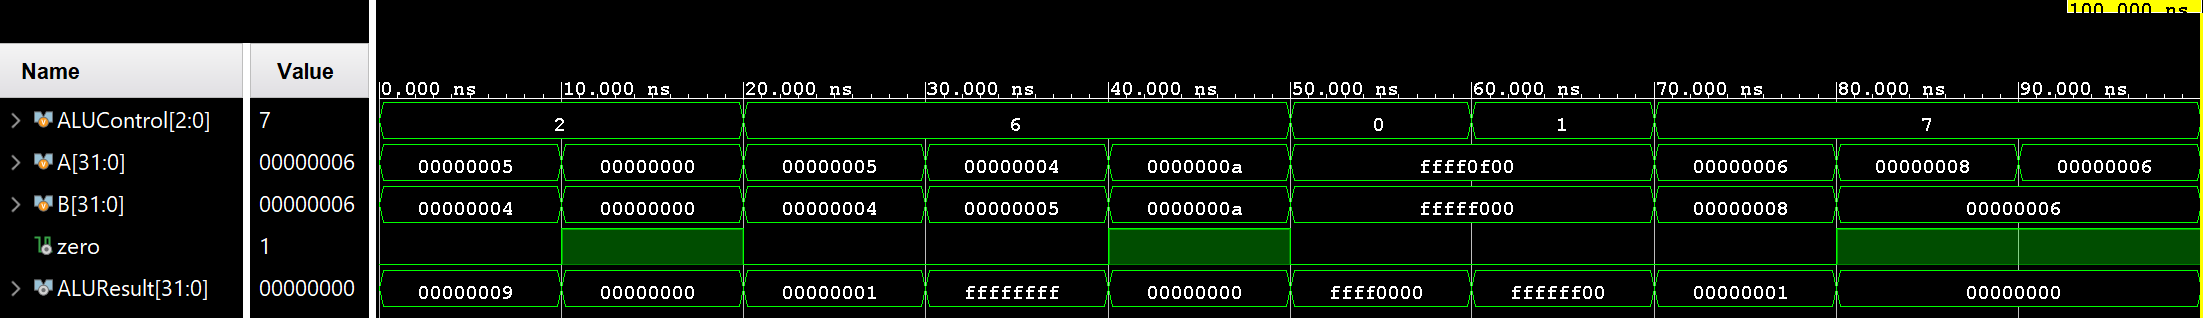 100.000 ns
Name Value
0.000 ns 10.000 ns 20.000 ns 30.000 ns 40.000 ns 50.000 ns 60.000 ns 70.000 ns 80.000 ns 90.000 ns
ALUControl[2:0] 7 2 6 0 1 7
A[31:0] 00000006 00000005 00000000 00000005 00000004 0000000a ffff0f00 00000006 00000008 00000006
B[31:0] 00000006 00000004 00000000 00000004 00000005 0000000a fffff000 00000008 00000006
zero 1
ALUResult[31:0] 00000000 00000009 00000000 00000001 ffffffff 00000000 ffff0000 ffffff00 00000001 00000000